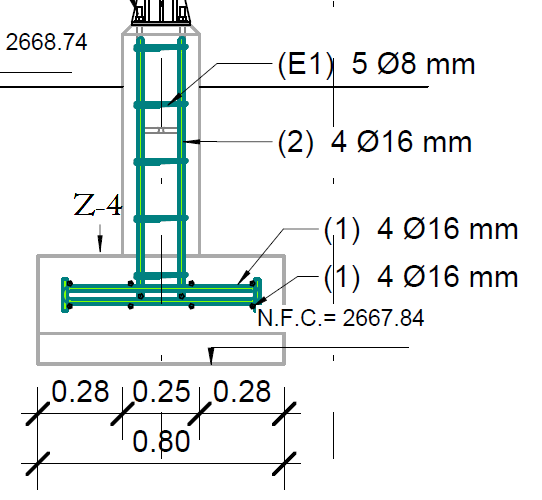 2668.74
(E1) 5 Ø8 mm
(2) 4 Ø16 mm
Z-4
(1) 4 Ø16 mm
(1) 4 Ø16 mm
N.F.C.= 2667.84
0.28 0.25 0.28
0.80